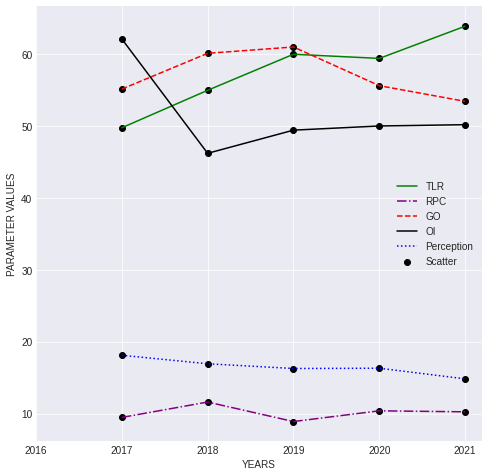 60
50
40
30
20
10
PARAMETER VALUES
TLR
RPC
GO
OI
Perception
Scatter
2016 2017 2018 2019 2020 2021
YEARS